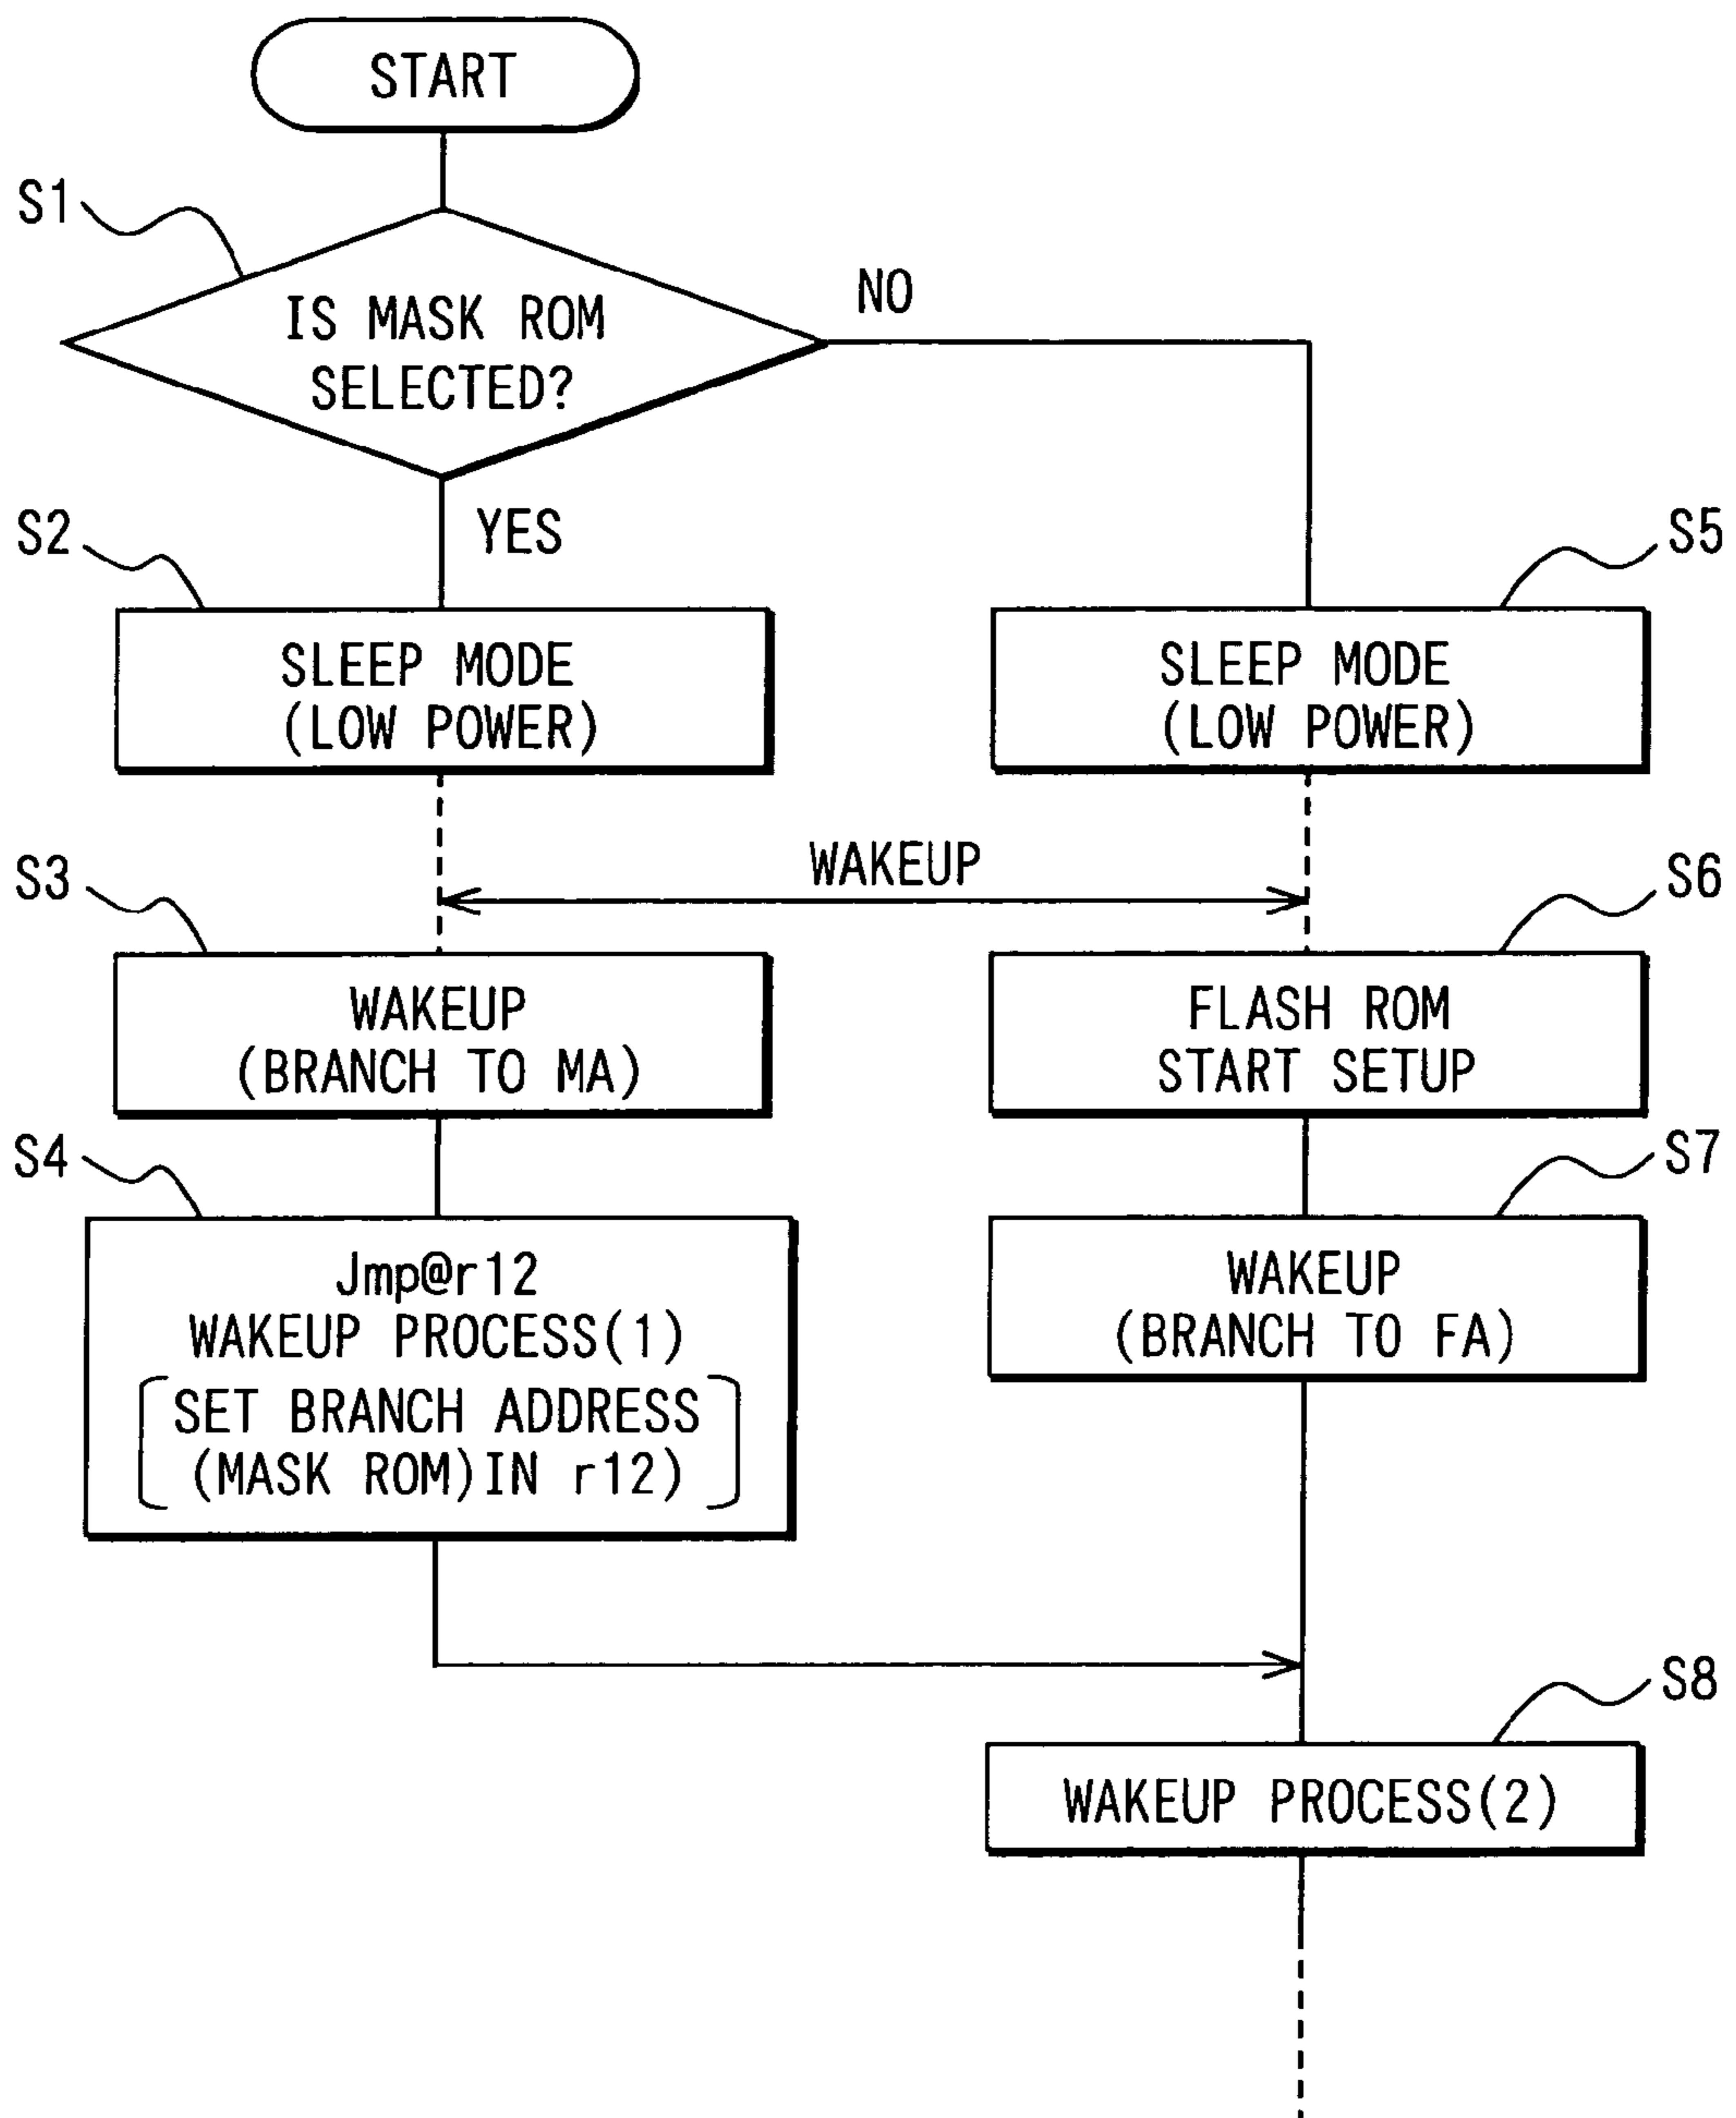 START
S1
IS MASK ROM
SELECTED?
NO
YES
S2
SLEEP MODE
(LOW POWER)
S5
SLEEP MODE
(LOW POWER)
WAKEUP
S3
WAKEUP
(BRANCH TO MA)
S6
FLASH ROM
START SETUP
S4
Jmp@r12
WAKEUP PROCESS(1)
SET BRANCH ADDRESS
(MASK ROM)IN r12)
S7
WAKEUP
(BRANCH TO FA)
S8
WAKEUP PROCESS(2)